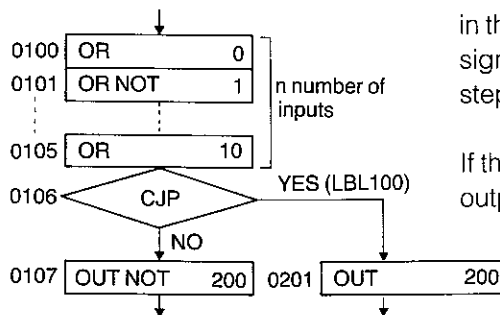 0100 OR 0
0101 OR NOT 1
n number of
inputs
0105 OR 10
0106 CJP
YES (LBL100)
NO
0107 OUT NOT 200
0201 OUT 200
in th
sign
step
If th
outp